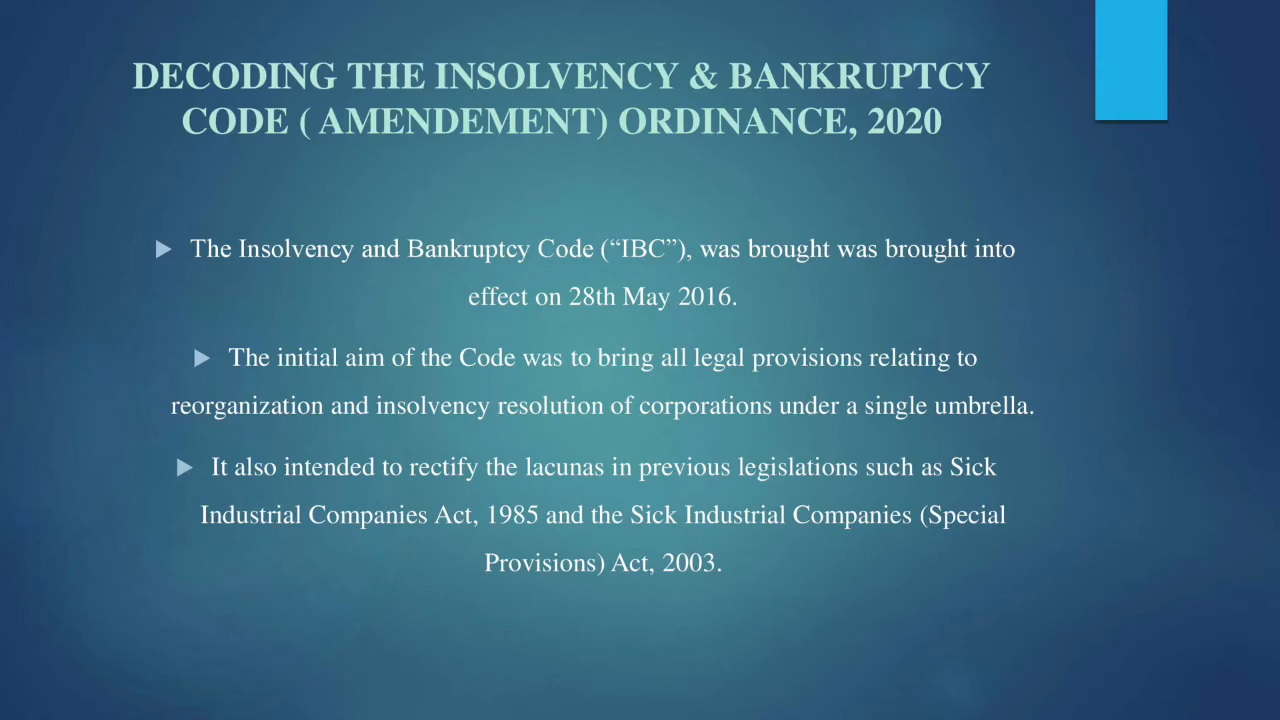 DECODING THE INSOLVENCY & BANKRUPTCY
CODE ( AMENDEMENT) ORDINANCE, 2020
The Insolvency and Bankruptcy Code (“IBC”), was brought was brought into
effect on 28th May 2016.
The initial aim of the Code was to bring all legal provisions relating to
reorganization and insolvency resolution of corporations under a single umbrella.
It also intended to rectify the lacunas in previous legislations such as Sick
Industrial Companies Act, 1985 and the Sick Industrial Companies (Special
Provisions) Act, 2003.